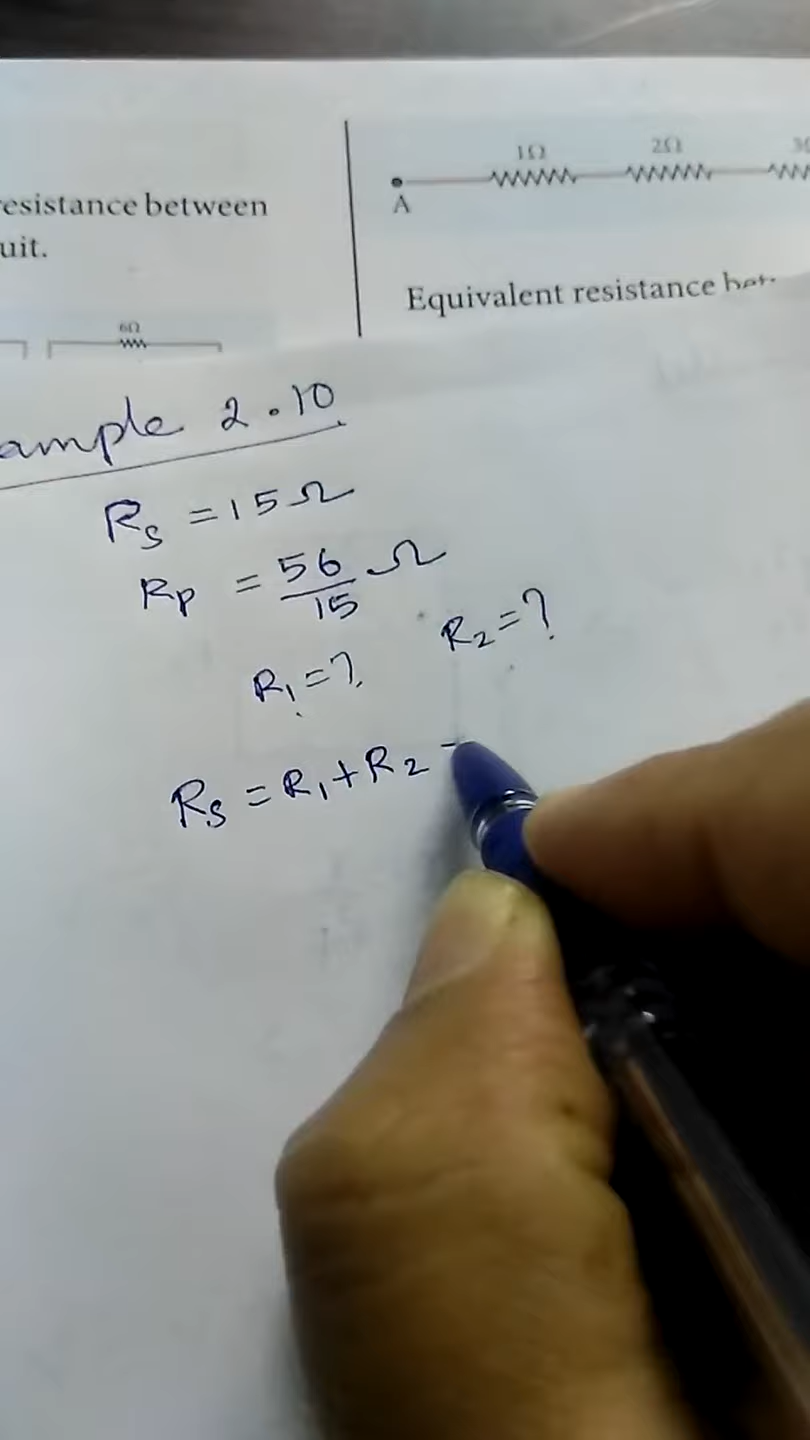 1Ω 2Ω
A
esistance between
uit.
Equivalent resistance
6Ω
ample 2.10
Rs = 15Ω
Rp = 56/15 Ω
R1 = ? R2 = ?
Rs = R1 + R2